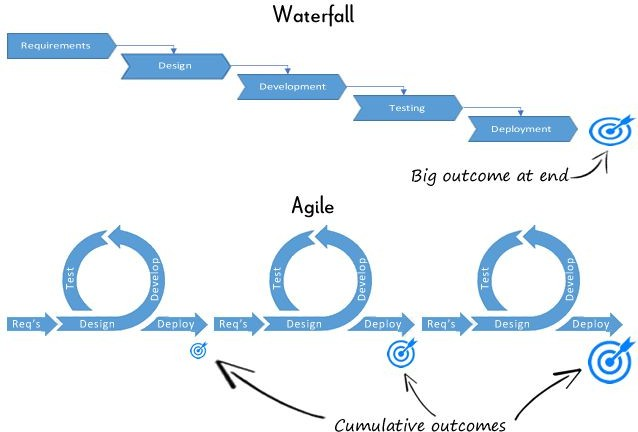 Waterfall
Requirements
Design
Development
Testing
Deployment
Big outcome at end
Agile
Test
Develop
Req's
Design
Deploy
Test
Develop
Req's
Design
Deploy
Test
Develop
Req's
Design
Deploy
Cumulative outcomes